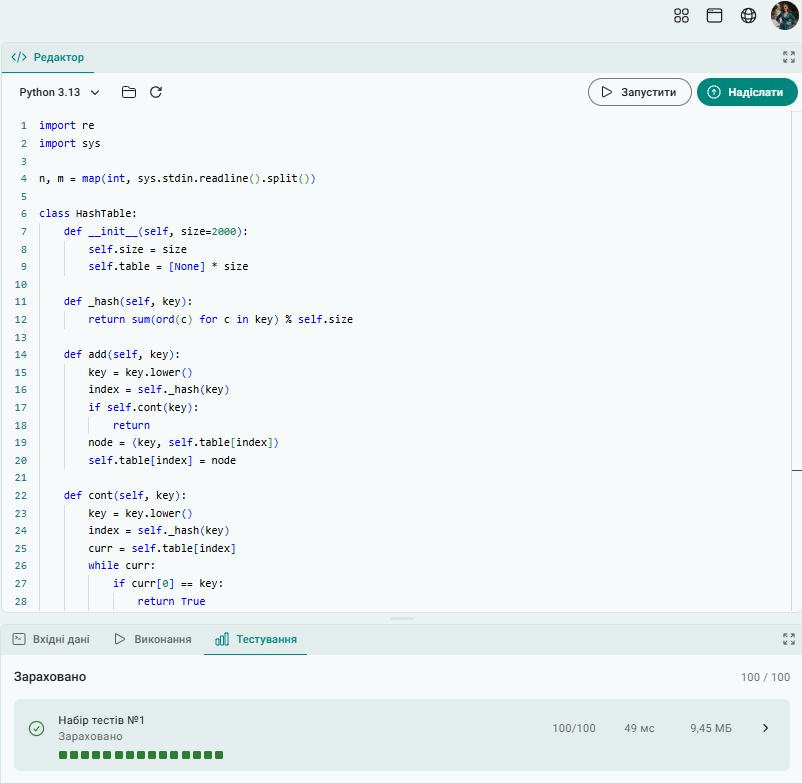 </> Редактор
Python 3.13
Запустити
Надіслати
1 import re
2 import sys
3
4 n, m = map(int, sys.stdin.readline().split())
5
6 class HashTable:
7     def __init__(self, size=2000):
8         self.size = size
9         self.table = [None] * size
10
11     def _hash(self, key):
12         return sum(ord(c) for c in key) % self.size
13
14     def add(self, key):
15         key = key.lower()
16         index = self._hash(key)
17         if self.cont(key):
18             return
19         node = (key, self.table[index])
20         self.table[index] = node
21
22     def cont(self, key):
23         key = key.lower()
24         index = self._hash(key)
25         curr = self.table[index]
26         while curr:
27             if curr[0] == key:
28                 return True
Вхідні дані
Виконання
Тестування
Зараховано
100 / 100
Набір тестів №1
Зараховано
100/100
49 мс
9,45 МБ